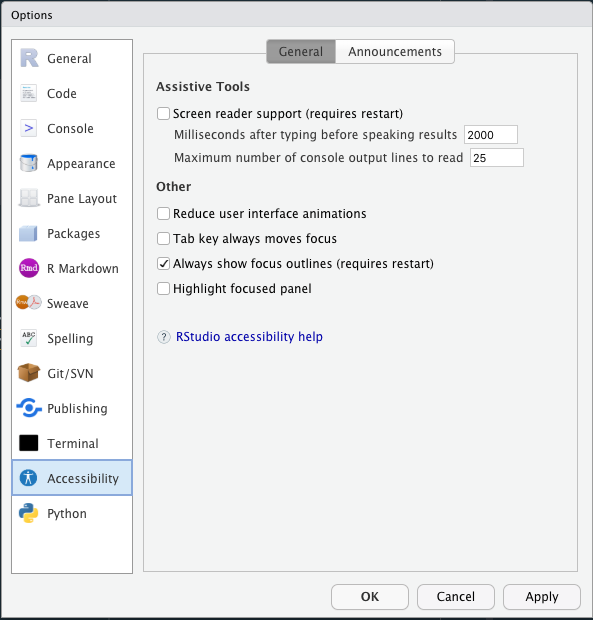 Options
General
Code
Console
Appearance
Pane Layout
Packages
Rmd R Markdown
Sweave
ABC Spelling
Git/SVN
Publishing
Terminal
Accessibility
Python
General Announcements
Assistive Tools
Screen reader support (requires restart)
Milliseconds after typing before speaking results 2000
Maximum number of console output lines to read 25
Other
Reduce user interface animations
Tab key always moves focus
Always show focus outlines (requires restart)
Highlight focused panel
? RStudio accessibility help
OK Cancel Apply